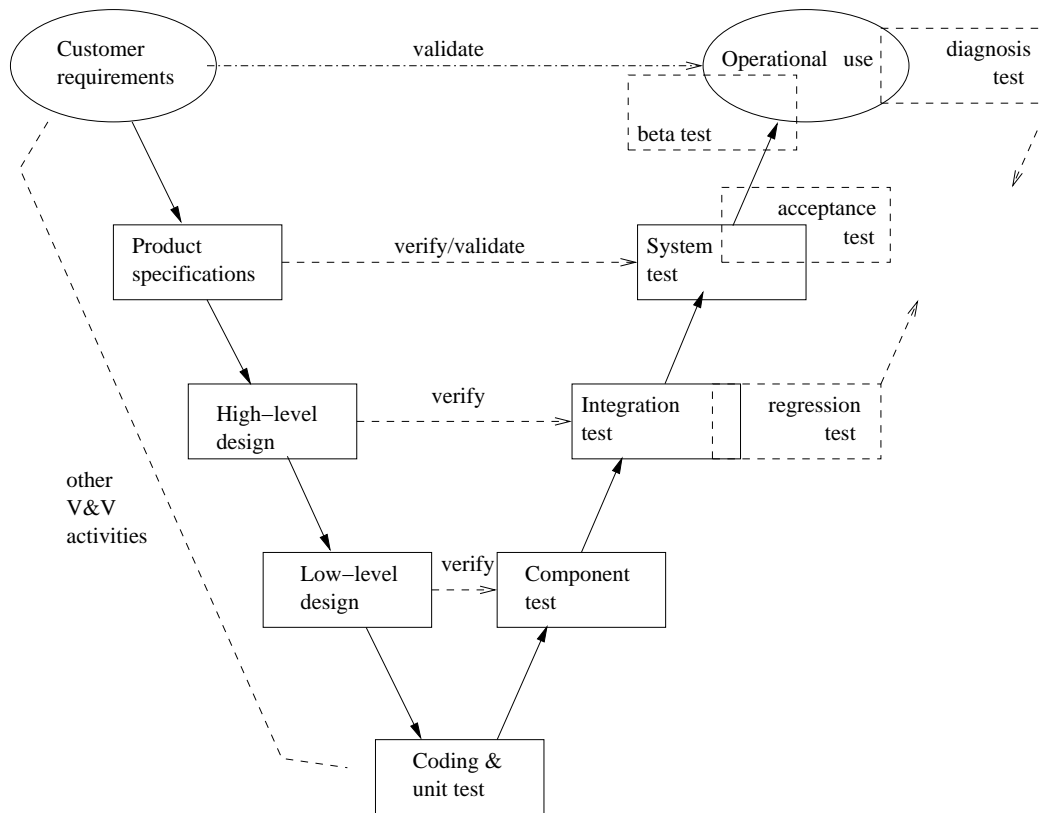 Customer
requirements
validate
Operational use
diagnosis
test
beta test
acceptance
test
Product
specifications
verify/validate
System
test
High−level
design
verify
Integration
test
regression
test
other
V&V
activities
Low−level
design
verify
Component
test
Coding &
unit test